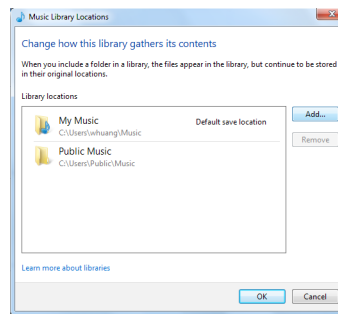 Music Library Locations
Change how this library gathers its contents
When you include a folder in a library, the files appear in the library, but continue to be stored
in their original locations.
Library locations
My Music Default save location
C:\Users\whuang\Music
Public Music
C:\Users\Public\Music
Add...
Remove
Learn more about libraries
OK Cancel